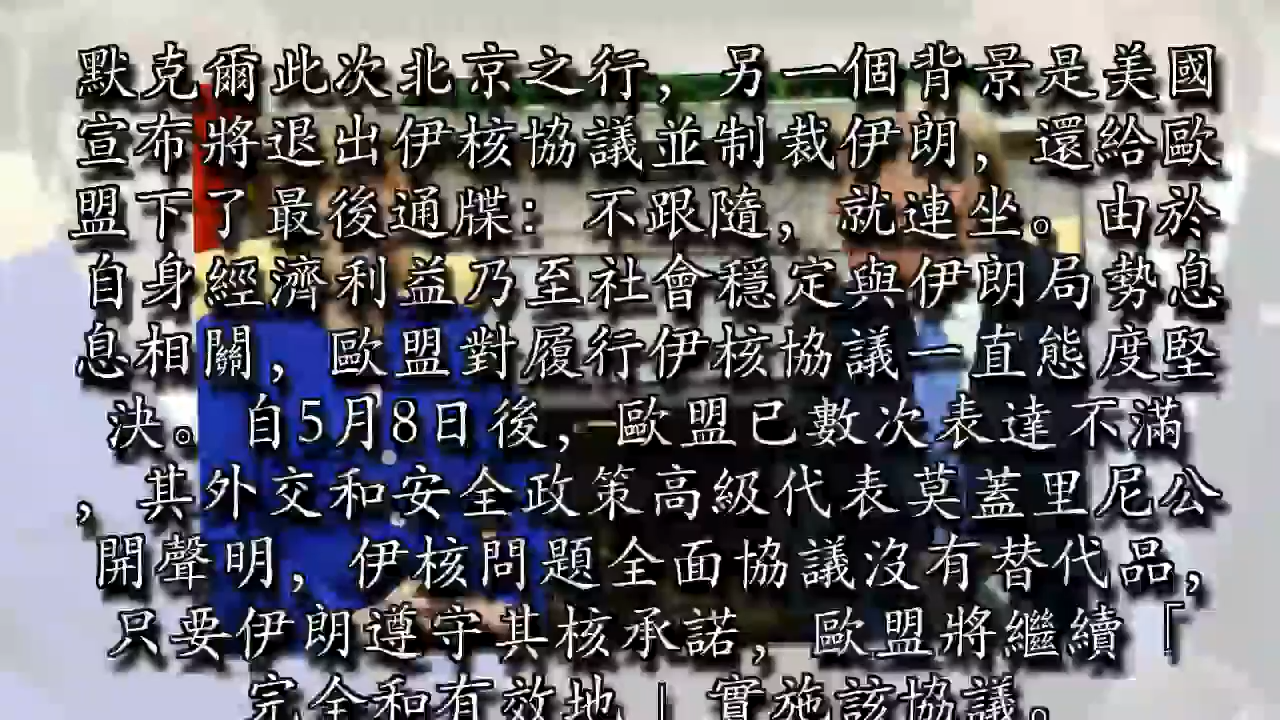 默克爾此次北京之行，另一個背景是美國
宣布將退出伊核協議並制裁伊朗，還給歐
盟下了最後通牒：不跟隨，就連坐。由於
自身經濟利益乃至社會穩定與伊朗局勢息
息相關，歐盟對履行伊核協議一直態度堅
決。自5月8日後，歐盟已數次表達不滿
，其外交和安全政策高級代表莫蓋里尼公
開聲明，伊核問題全面協議沒有替代品，
只要伊朗遵守其核承諾，歐盟將繼續「
完全和有效地」實施該協議。